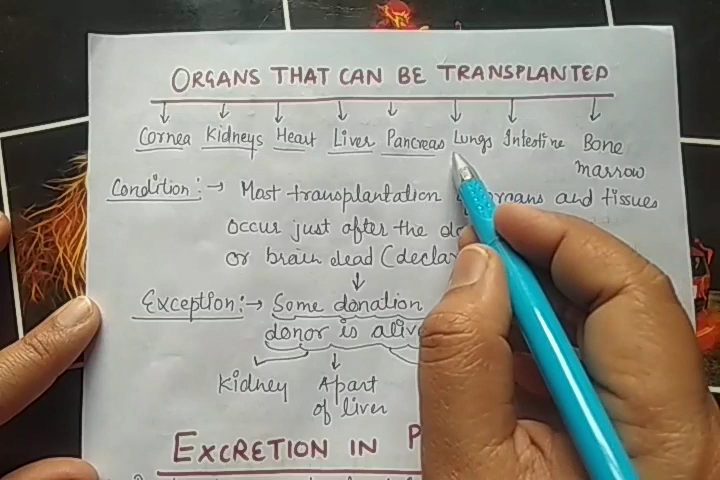 ORGANS THAT CAN BE TRANSPLANTED
Cornea Kidneys Heart Liver Pancreas Lungs Intestine Bone marrow
Condition:→ Most transplantation organs and tissues
occur just after the
or brain dead
Exception:→ Some donation
donor is
Kidney A part
of liver
EXCRETION IN